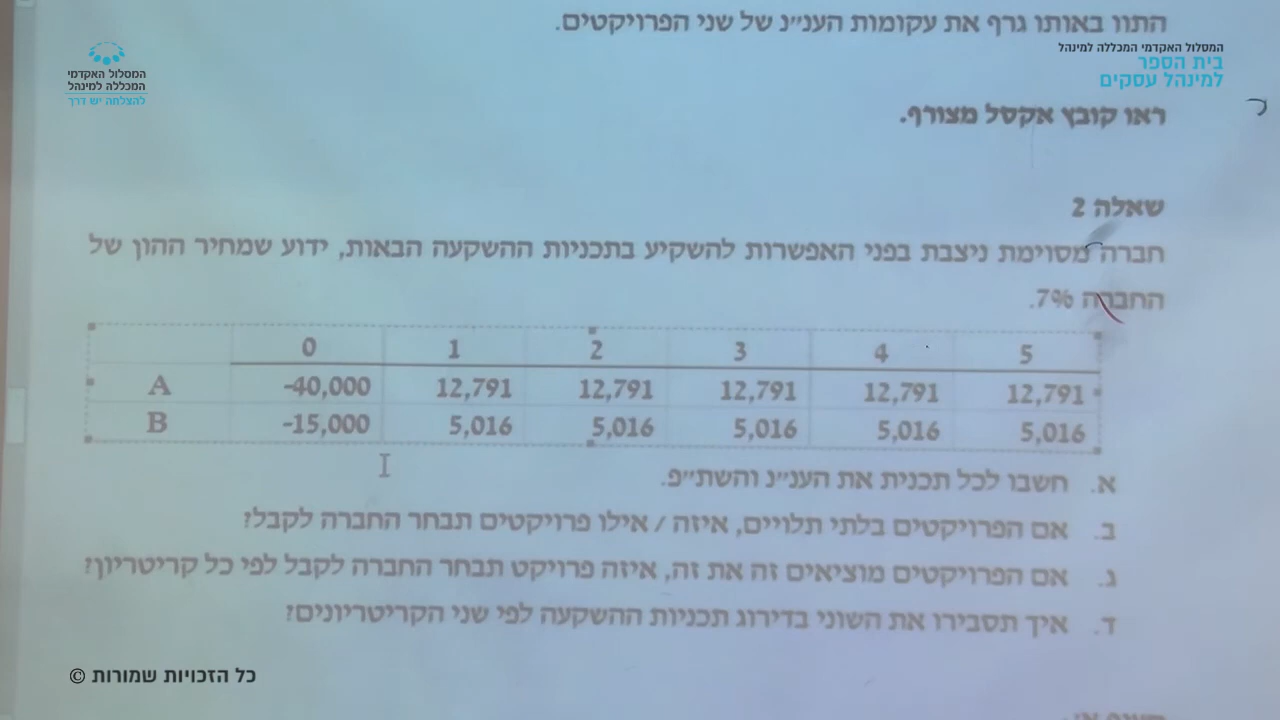 התוו באותו גרף את עקומות הענ״נ של שני הפרויקטים.
המסלול האקדמי המכללה למינהל
בית הספר
למינהל עסקים
המסלול האקדמי
המכללה למינהל
להצלחה יש דרך
ראו קובץ אקסל מצורף.
שאלה 2
חברה מסוימת ניצבת בפני האפשרות להשקיע בתכניות ההשקעה הבאות, ידוע שמחיר ההון של
החברה 7%.
0 1 2 3 4 5
A -40,000 12,791 12,791 12,791 12,791 12,791
B -15,000 5,016 5,016 5,016 5,016 5,016
א. חשבו לכל תכנית את הענ״נ והשת״פ.
ב. אם הפרויקטים בלתי תלויים, איזה / אילו פרויקטים תבחר החברה לקבל?
ג. אם הפרויקטים מוציאים זה את זה, איזה פרויקט תבחר החברה לקבל לפי כל קריטריון?
ד. איך תסבירו את השוני בדירוג תכניות ההשקעה לפי שני הקריטריונים?
כל הזכויות שמורות ©